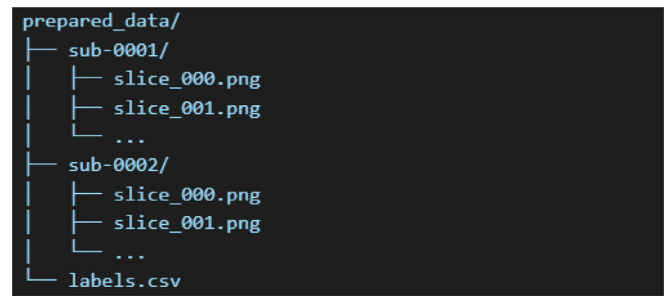 prepared_data/
├── sub-0001/
│   ├── slice_000.png
│   ├── slice_001.png
│   └── ...
├── sub-0002/
│   ├── slice_000.png
│   ├── slice_001.png
│   └── ...
└── labels.csv